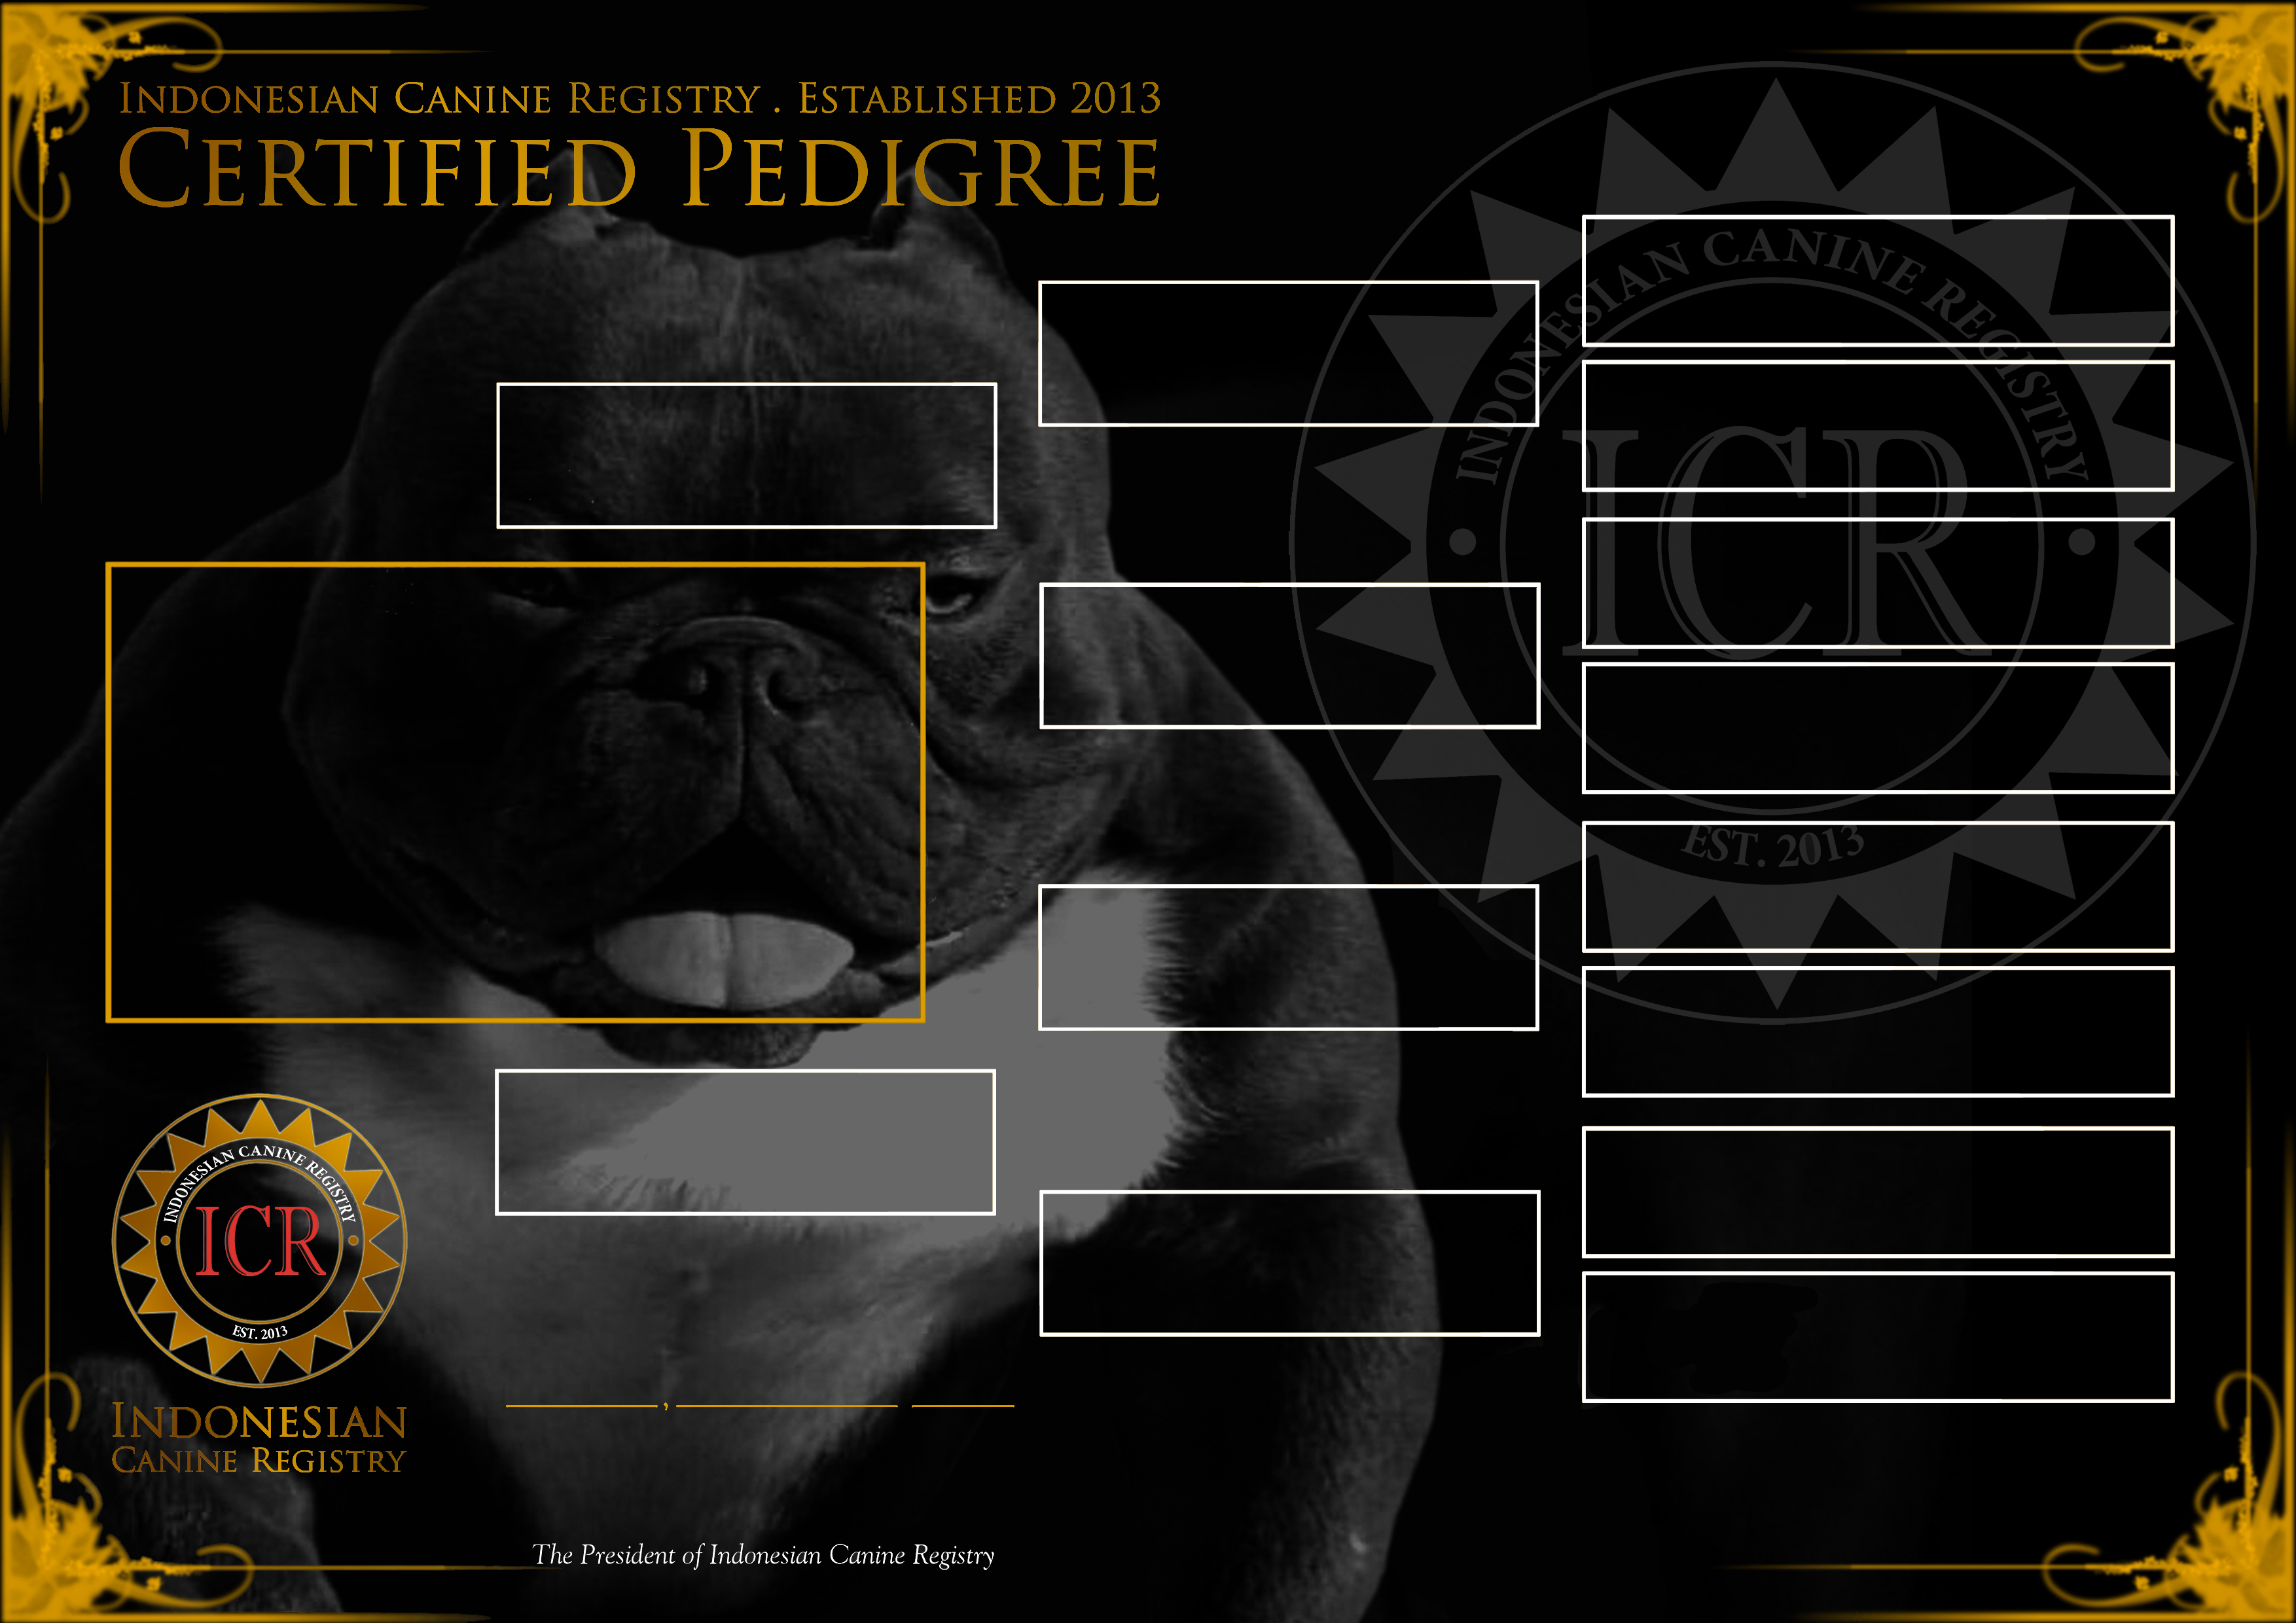 INDONESIAN CANINE REGISTRY . ESTABLISHED 2013
CERTIFIED PEDIGREE
INDONESIAN CANINE REGISTRY
ICR
EST. 2013
INDONESIAN CANINE REGISTRY
ICR
EST. 2013
INDONESIAN
CANINE REGISTRY
,
The President of Indonesian Canine Registry